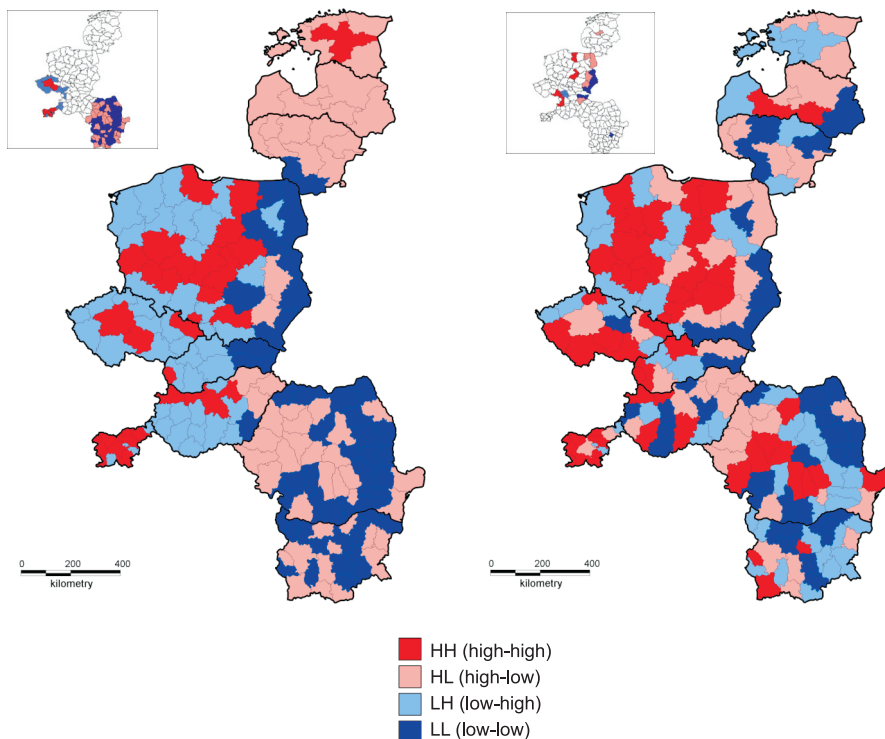 0 200 400
kilometry
0 200 400
kilometry
HH (high-high)
HL (high-low)
LH (low-high)
LL (low-low)